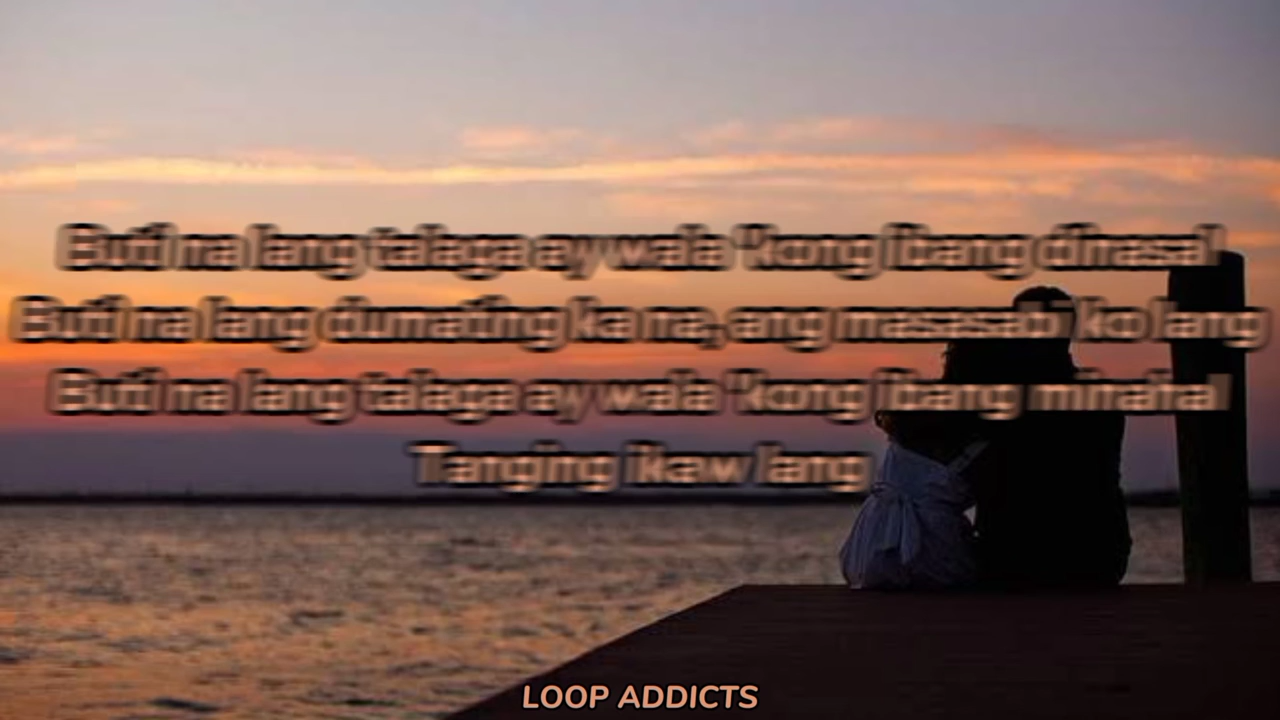 Buti na lang talaga ay wala 'kong ibang dinasal
Buti na lang dumating ka na, ang masasabi ko lang
Buti na lang talaga ay wala 'kong ibang minahal
Tanging ikaw lang
LOOP ADDICTS